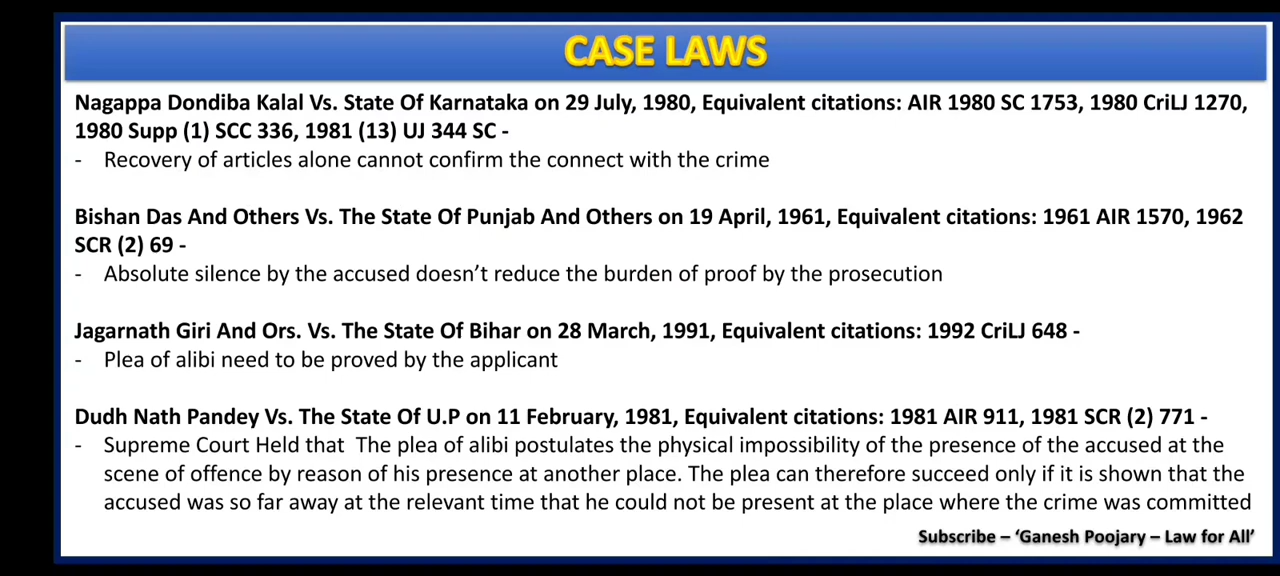 CASE LAWS
Nagappa Dondiba Kalal Vs. State Of Karnataka on 29 July, 1980, Equivalent citations: AIR 1980 SC 1753, 1980 CriLJ 1270,
1980 Supp (1) SCC 336, 1981 (13) UJ 344 SC -
- Recovery of articles alone cannot confirm the connect with the crime
Bishan Das And Others Vs. The State Of Punjab And Others on 19 April, 1961, Equivalent citations: 1961 AIR 1570, 1962
SCR (2) 69 -
- Absolute silence by the accused doesn't reduce the burden of proof by the prosecution
Jagarnath Giri And Ors. Vs. The State Of Bihar on 28 March, 1991, Equivalent citations: 1992 CriLJ 648 -
- Plea of alibi need to be proved by the applicant
Dudh Nath Pandey Vs. The State Of U.P on 11 February, 1981, Equivalent citations: 1981 AIR 911, 1981 SCR (2) 771 -
- Supreme Court Held that The plea of alibi postulates the physical impossibility of the presence of the accused at the
scene of offence by reason of his presence at another place. The plea can therefore succeed only if it is shown that the
accused was so far away at the relevant time that he could not be present at the place where the crime was committed
Subscribe – 'Ganesh Poojary – Law for All'